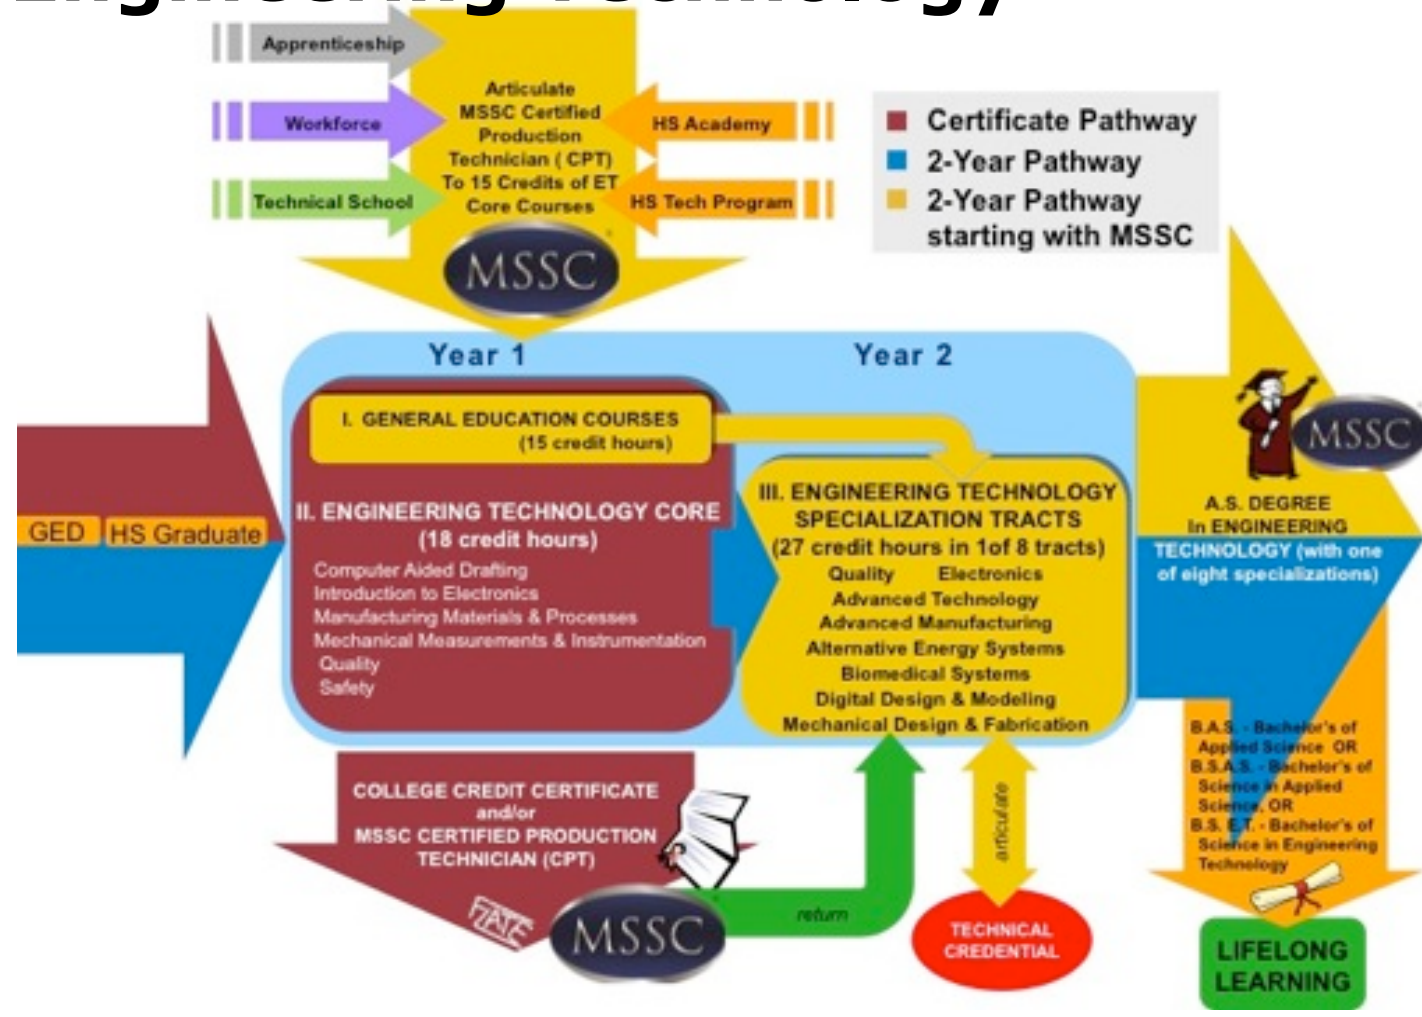 Engineering Technology
Apprenticeship
Workforce
Technical School
Articulate
MSSC Certified
Production
Technician ( CPT)
To 15 Credits of ET
Core Courses
HS Academy
HS Tech Program
MSSC
Certificate Pathway
2-Year Pathway
2-Year Pathway
starting with MSSC
Year 1
Year 2
GED
HS Graduate
I. GENERAL EDUCATION COURSES
(15 credit hours)
II. ENGINEERING TECHNOLOGY CORE
(18 credit hours)
Computer Aided Drafting
Introduction to Electronics
Manufacturing Materials & Processes
Mechanical Measurements & Instrumentation
Quality
Safety
III. ENGINEERING TECHNOLOGY
SPECIALIZATION TRACTS
(27 credit hours in 1of 8 tracts)
Quality Electronics
Advanced Technology
Advanced Manufacturing
Alternative Energy Systems
Biomedical Systems
Digital Design & Modeling
Mechanical Design & Fabrication
MSSC
A.S. DEGREE
In ENGINEERING
TECHNOLOGY (with one
of eight specializations)
COLLEGE CREDIT CERTIFICATE
and/or
MSSC CERTIFIED PRODUCTION
TECHNICIAN (CPT)
FLATE
MSSC
return
articulate
TECHNICAL
CREDENTIAL
B.A.S. - Bachelor's of
Applied Science OR
B.S.A.S. - Bachelor's of
Science in Applied
Science, OR
B.S. E.T. - Bachelor's of
Science in Engineering
Technology
LIFELONG
LEARNING